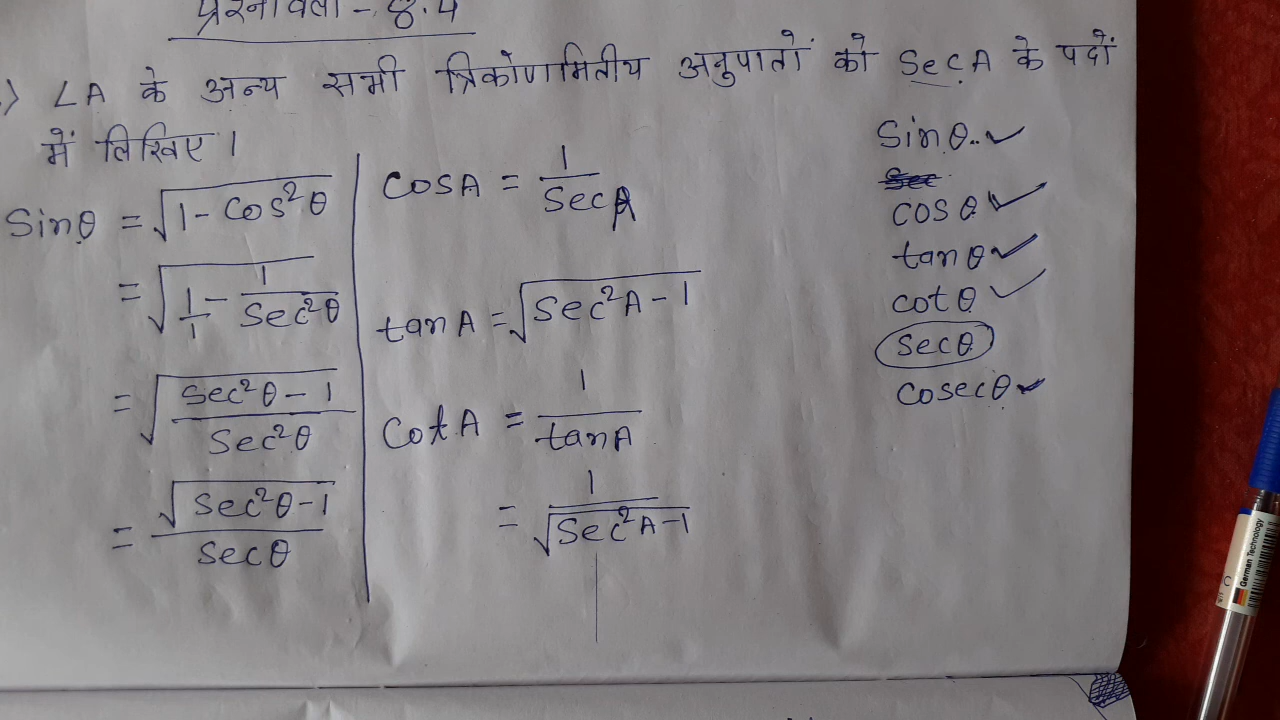 प्रश्नावली - 8.4
∠A के अन्य सभी त्रिकोणमितीय अनुपातों को SecA के पदों
में लिखिए।
Sinθ = √(1 - Cos²θ)
= √(1/1 - 1/Sec²θ)
= √((Sec²θ - 1)/Sec²θ)
= √(Sec²θ - 1)/Secθ
CosA = 1/SecA
tanA = √(Sec²A - 1)
CotA = 1/tanA
= 1/√(Sec²A - 1)
Sinθ.. ✓
Sec
cosθ ✓
tanθ ✓
cotθ ✓
secθ
cosecθ ✓
German Technology